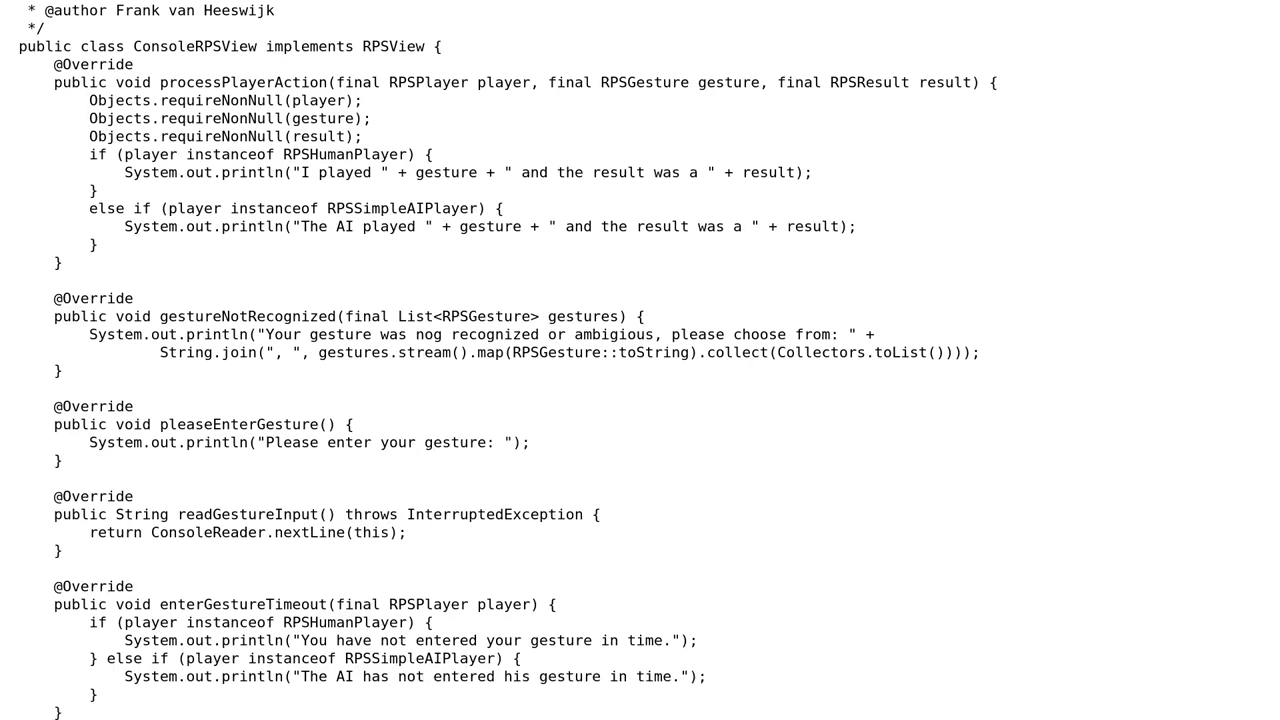 * @author Frank van Heeswijk
 */
public class ConsoleRPSView implements RPSView {
    @Override
    public void processPlayerAction(final RPSPlayer player, final RPSGesture gesture, final RPSResult result) {
        Objects.requireNonNull(player);
        Objects.requireNonNull(gesture);
        Objects.requireNonNull(result);
        if (player instanceof RPSHumanPlayer) {
            System.out.println("I played " + gesture + " and the result was a " + result);
        }
        else if (player instanceof RPSSimpleAIPlayer) {
            System.out.println("The AI played " + gesture + " and the result was a " + result);
        }
    }

    @Override
    public void gestureNotRecognized(final List<RPSGesture> gestures) {
        System.out.println("Your gesture was nog recognized or ambigious, please choose from: " +
                String.join(", ", gestures.stream().map(RPSGesture::toString).collect(Collectors.toList())));
    }

    @Override
    public void pleaseEnterGesture() {
        System.out.println("Please enter your gesture: ");
    }

    @Override
    public String readGestureInput() throws InterruptedException {
        return ConsoleReader.nextLine(this);
    }

    @Override
    public void enterGestureTimeout(final RPSPlayer player) {
        if (player instanceof RPSHumanPlayer) {
            System.out.println("You have not entered your gesture in time.");
        } else if (player instanceof RPSSimpleAIPlayer) {
            System.out.println("The AI has not entered his gesture in time.");
        }
    }